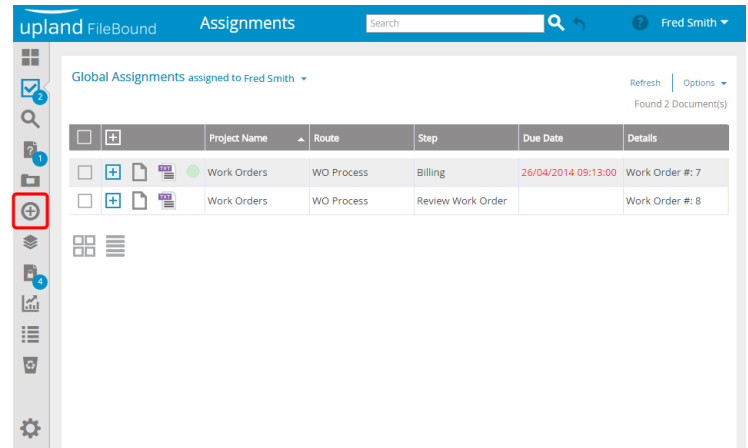 upland FileBound Assignments Search ? Fred Smith
Global Assignments assigned to Fred Smith
Refresh Options
Found 2 Document(s)
Project Name Route Step Due Date Details
TXT Work Orders WO Process Billing 26/04/2014 09:13:00 Work Order #: 7
TXT Work Orders WO Process Review Work Order Work Order #: 8
2
? 1
4